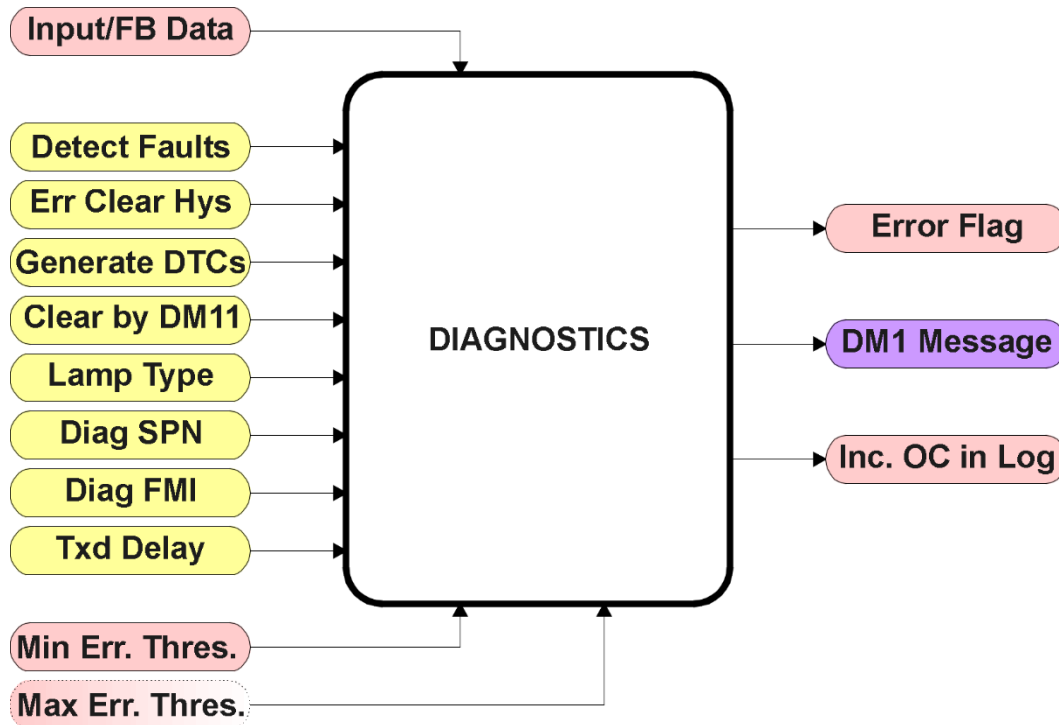 Input/FB Data
Detect Faults
Err Clear Hys
Generate DTCs
Clear by DM11
Lamp Type
Diag SPN
Diag FMI
Txd Delay
Min Err. Thres.
Max Err. Thres.
DIAGNOSTICS
Error Flag
DM1 Message
Inc. OC in Log